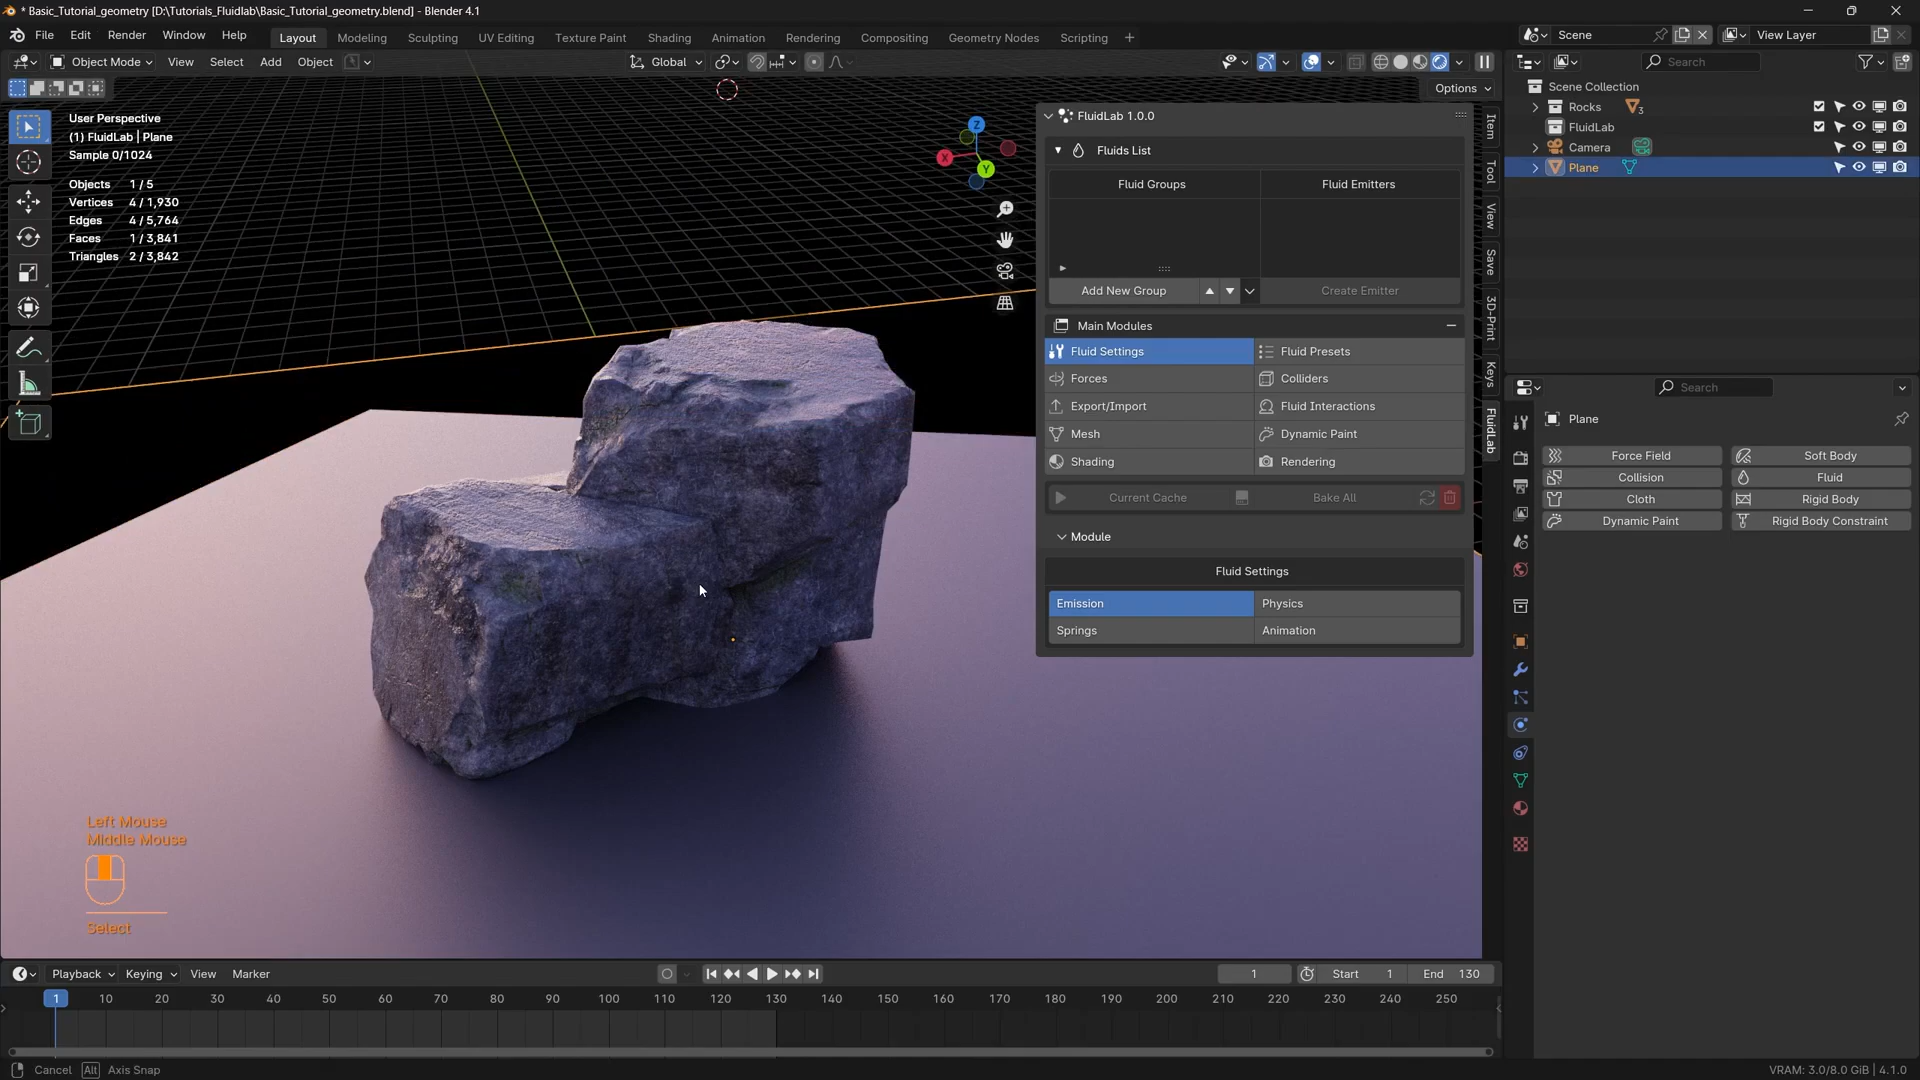 * Basic_Tutorial_geometry [D:\Tutorials_Fluidlab\Basic_Tutorial_geometry.blend] - Blender 4.1
File Edit Render Window Help Layout Modeling Sculpting UV Editing Texture Paint Shading Animation Rendering Compositing Geometry Nodes Scripting +
Scene View Layer
Object Mode View Select Add Object Global
Search
Options
User Perspective
(1) FluidLab | Plane
Sample 0/1024
Objects 1 / 5
Vertices 4 / 1,930
Edges 4 / 5,764
Faces 1 / 3,841
Triangles 2 / 3,842
Z
X
Y
FluidLab 1.0.0
Fluids List
Fluid Groups Fluid Emitters
Add New Group Create Emitter
Main Modules
Fluid Settings Fluid Presets
Forces Colliders
Export/Import Fluid Interactions
Mesh Dynamic Paint
Shading Rendering
Current Cache Bake All
Module
Fluid Settings
Emission Physics
Springs Animation
Item
Tool
View
Save
3D-Print
Keys
FluidLab
Scene Collection
Rocks 3
FluidLab
Camera
Plane
Search
Plane
Force Field Soft Body
Collision Fluid
Cloth Rigid Body
Dynamic Paint Rigid Body Constraint
Left Mouse
Middle Mouse
Select
Playback Keying View Marker 1 Start 1 End 130
1 10 20 30 40 50 60 70 80 90 100 110 120 130 140 150 160 170 180 190 200 210 220 230 240 250
Cancel Alt Axis Snap
VRAM: 3.0/8.0 GiB | 4.1.0